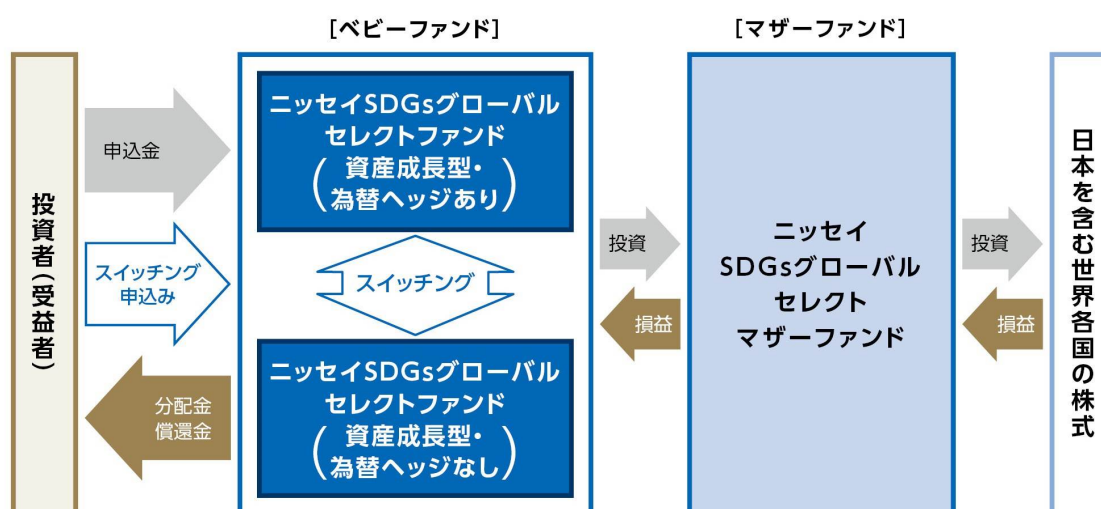 [ベビーファンド]
[マザーファンド]
投資者(受益者)
申込金
スイッチング
申込み
分配金
償還金
ニッセイSDGsグローバル
セレクトファンド
(資産成長型・
為替ヘッジあり)
スイッチング
ニッセイSDGsグローバル
セレクトファンド
(資産成長型・
為替ヘッジなし)
投資
損益
ニッセイ
SDGsグローバル
セレクト
マザーファンド
投資
損益
日本を含む世界各国の株式